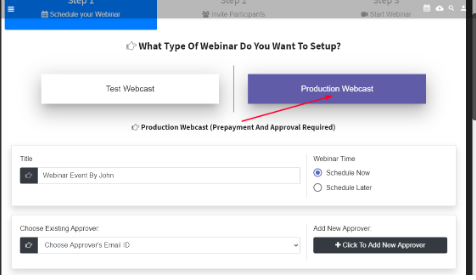 Step 1
Step 2
Step 3
Schedule your Webinar
Invite Participants
Start Webinar
What Type Of Webinar Do You Want To Setup?
Test Webcast
Production Webcast
Production Webcast (Prepayment And Approval Required)
Title
Webinar Time
Webinar Event By John
Schedule Now
Schedule Later
Choose Existing Approver:
Add New Approver:
Choose Approver's Email ID
+ Click To Add New Approver